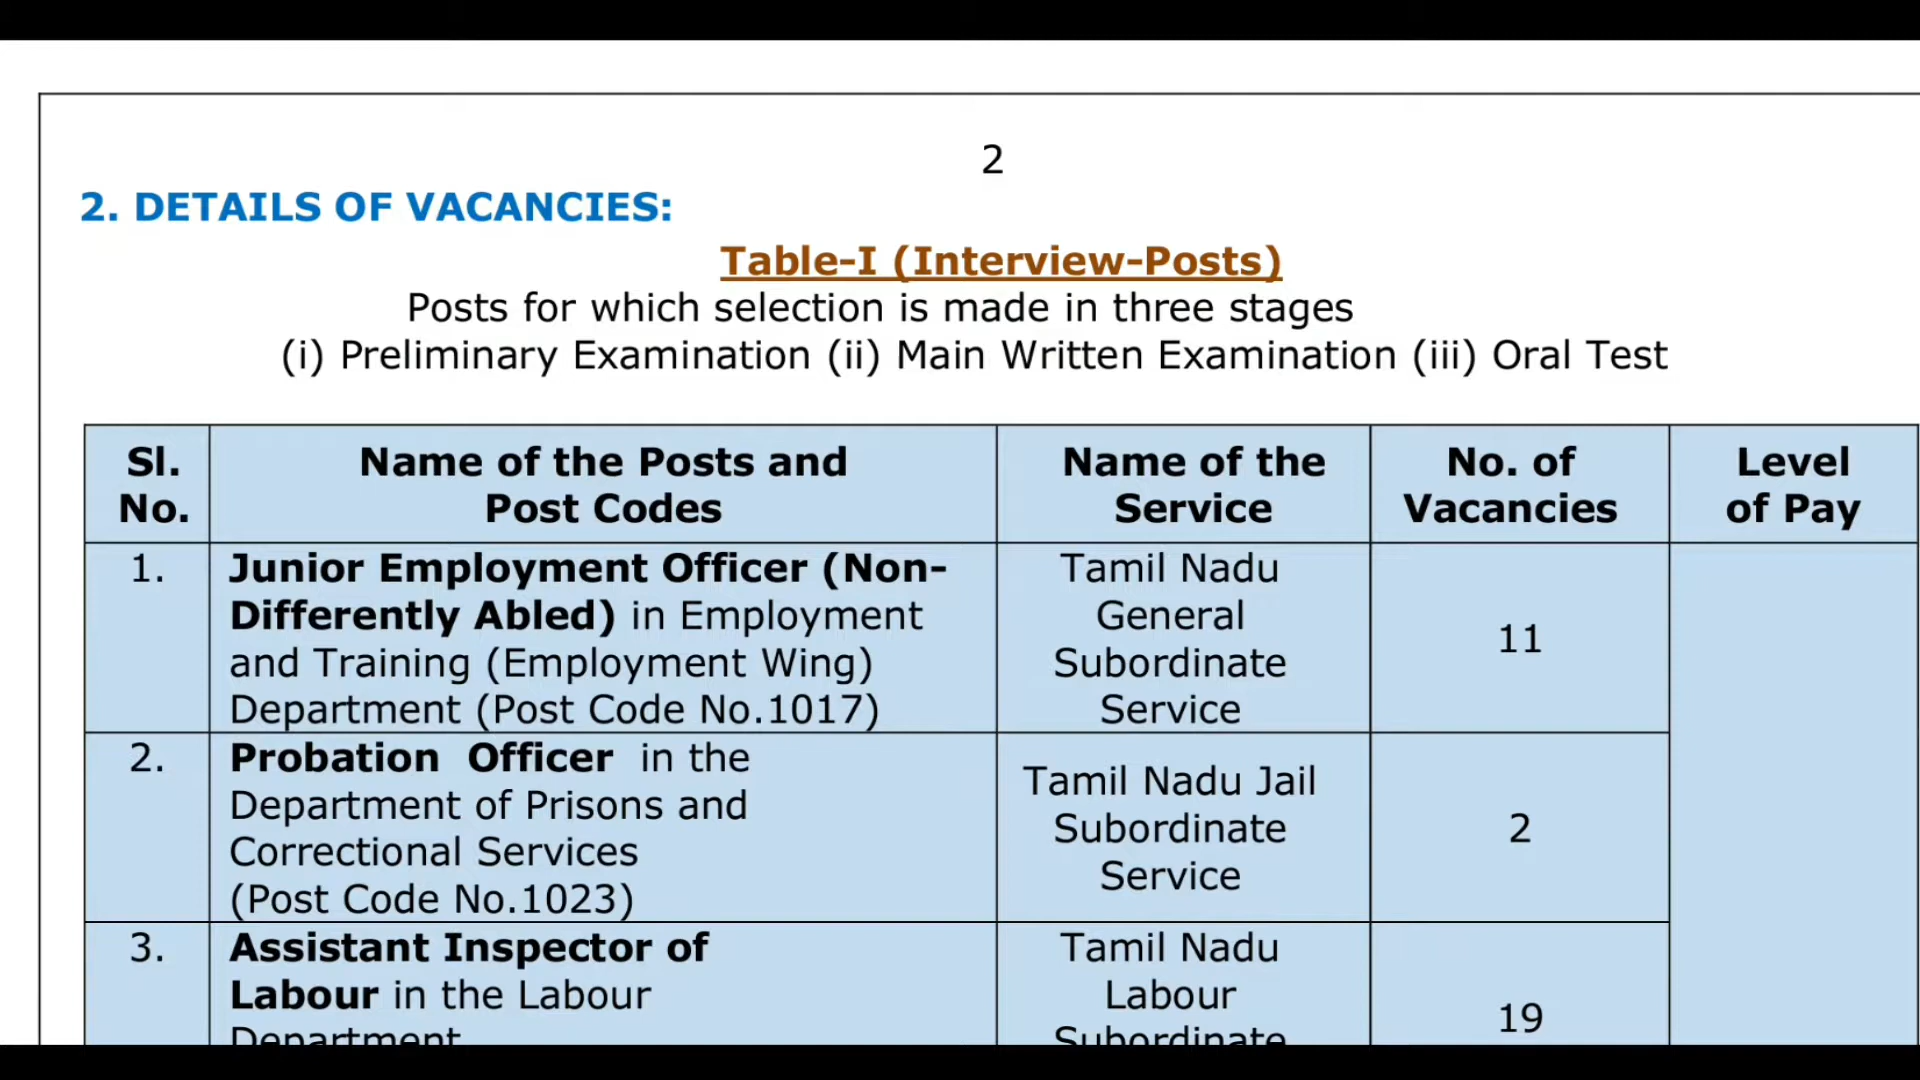 2
2. DETAILS OF VACANCIES:
Table-I (Interview-Posts)
Posts for which selection is made in three stages
(i) Preliminary Examination (ii) Main Written Examination (iii) Oral Test
Sl. No.
Name of the Posts and Post Codes
Name of the Service
No. of Vacancies
Level of Pay
1.
Junior Employment Officer (Non-
Differently Abled) in Employment
and Training (Employment Wing)
Department (Post Code No.1017)
Tamil Nadu
General
Subordinate
Service
11
2.
Probation Officer in the
Department of Prisons and
Correctional Services
(Post Code No.1023)
Tamil Nadu Jail
Subordinate
Service
2
3.
Assistant Inspector of
Labour in the Labour
Department
Tamil Nadu
Labour
Subordinate
19